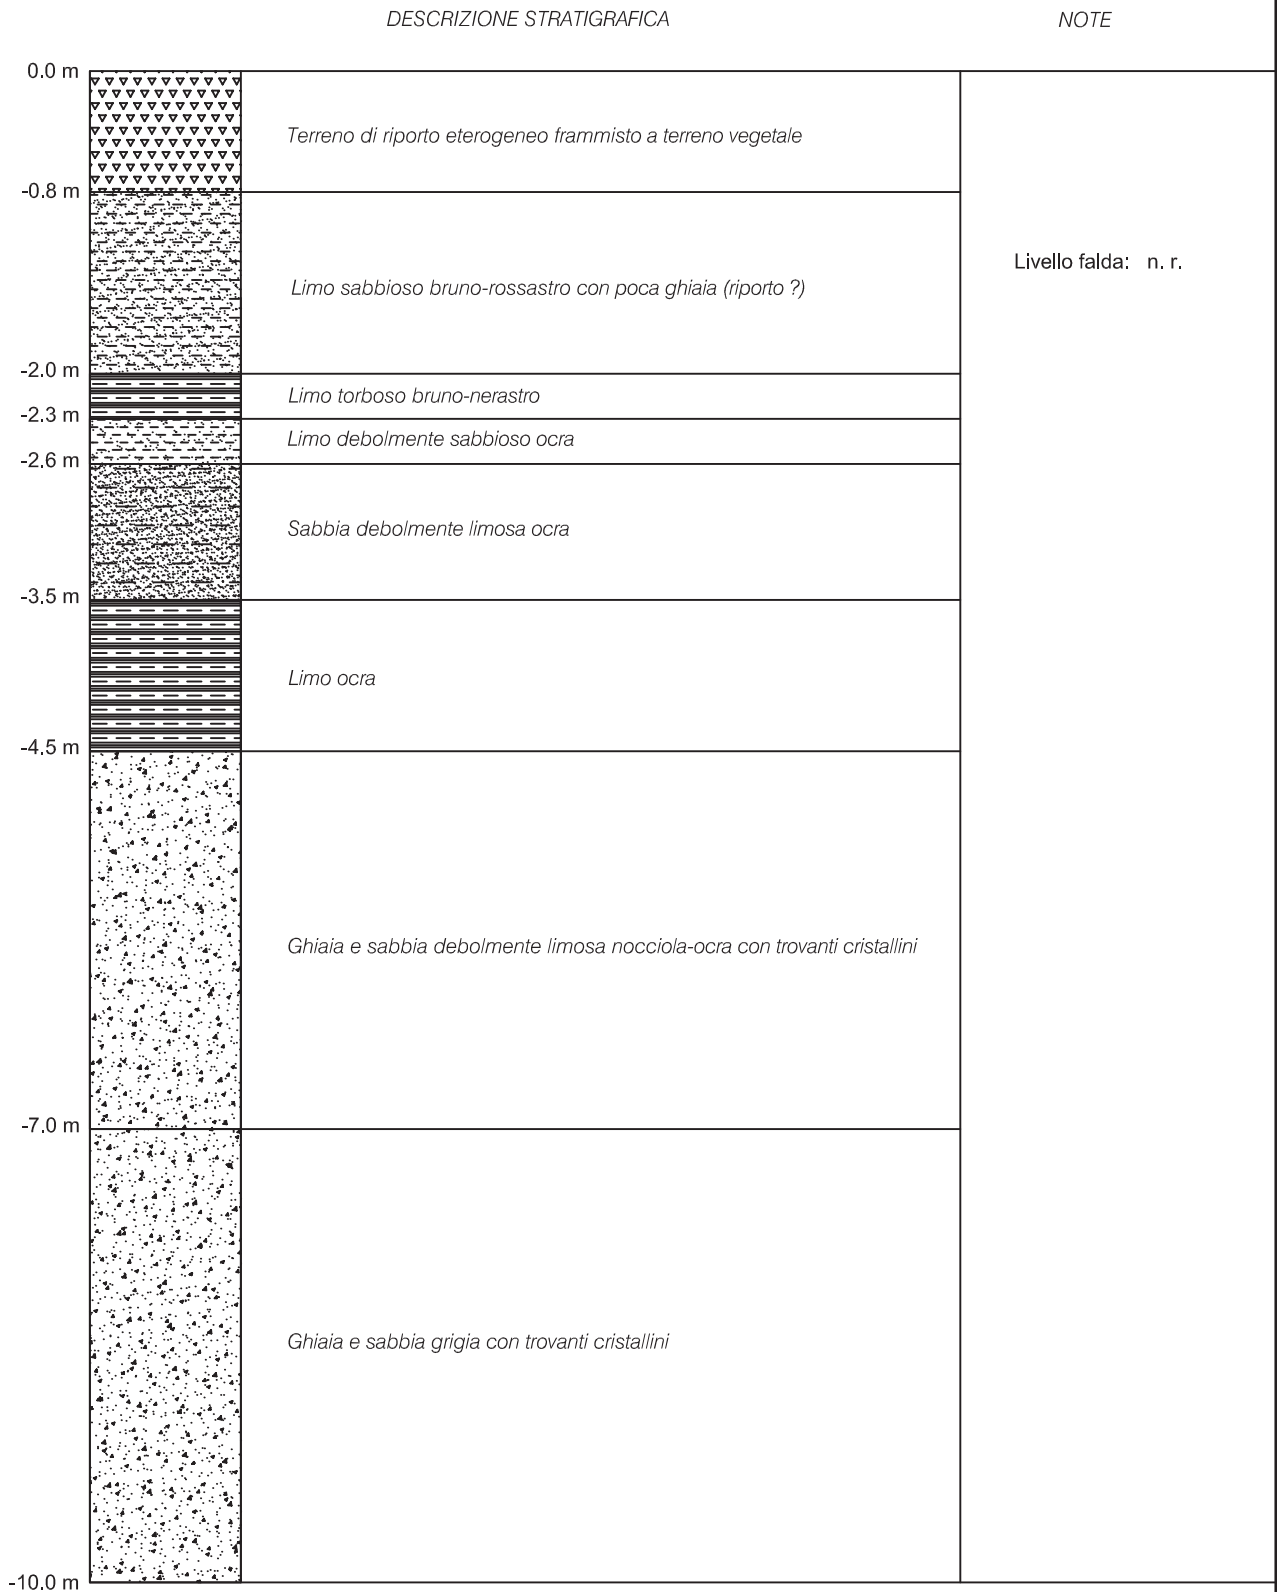 DESCRIZIONE STRATIGRAFICA
NOTE
0.0 m
Terreno di riporto eterogeneo frammisto a terreno vegetale
-0.8 m
Livello falda: n. r.
Limo sabbioso bruno-rossastro con poca ghiaia (riporto ?)
-2.0 m
Limo torboso bruno-nerastro
-2.3 m
Limo debolmente sabbioso ocra
-2.6 m
Sabbia debolmente limosa ocra
-3.5 m
Limo ocra
-4.5 m
Ghiaia e sabbia debolmente limosa nocciola-ocra con trovanti cristallini
-7.0 m
Ghiaia e sabbia grigia con trovanti cristallini
-10.0 m